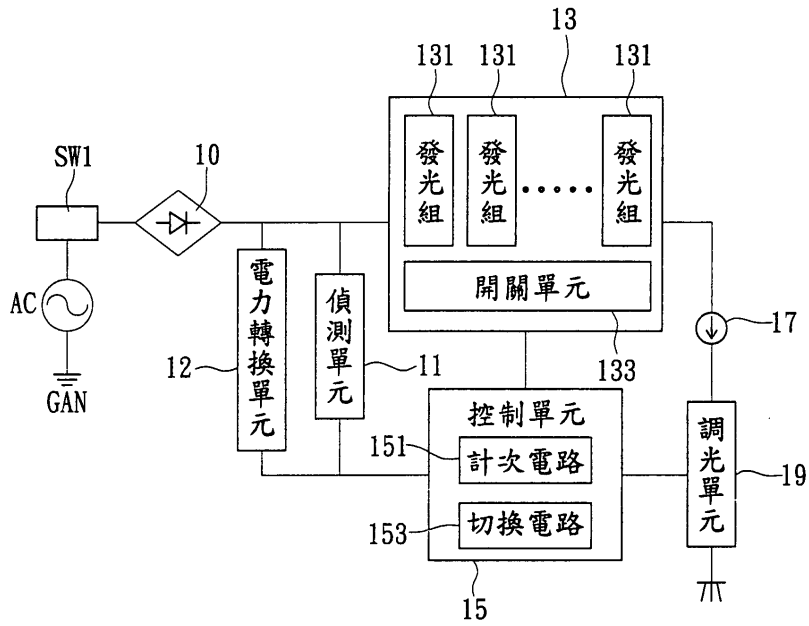 13
131
131
131
SW1
10
發光組
發光組
.....
發光組
AC
GAN
電力轉換單元
12
偵測單元
11
開關單元
133
17
控制單元
151
計次電路
153
切換電路
15
調光單元
19